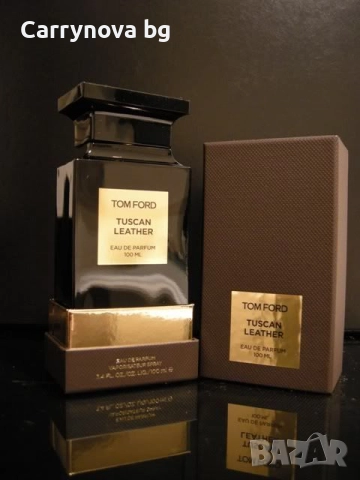 Carrynova bg
TOM FORD
TUSCAN
LEATHER
EAU DE PARFUM
100 ML
EAU DE PARFUM
VAPORISATEUR SPRAY
3.4 FL. OZ./OZ. LIQ./100 ML ℮
TOM FORD
TUSCAN
LEATHER
EAU DE PARFUM
100 ML
BAZAR